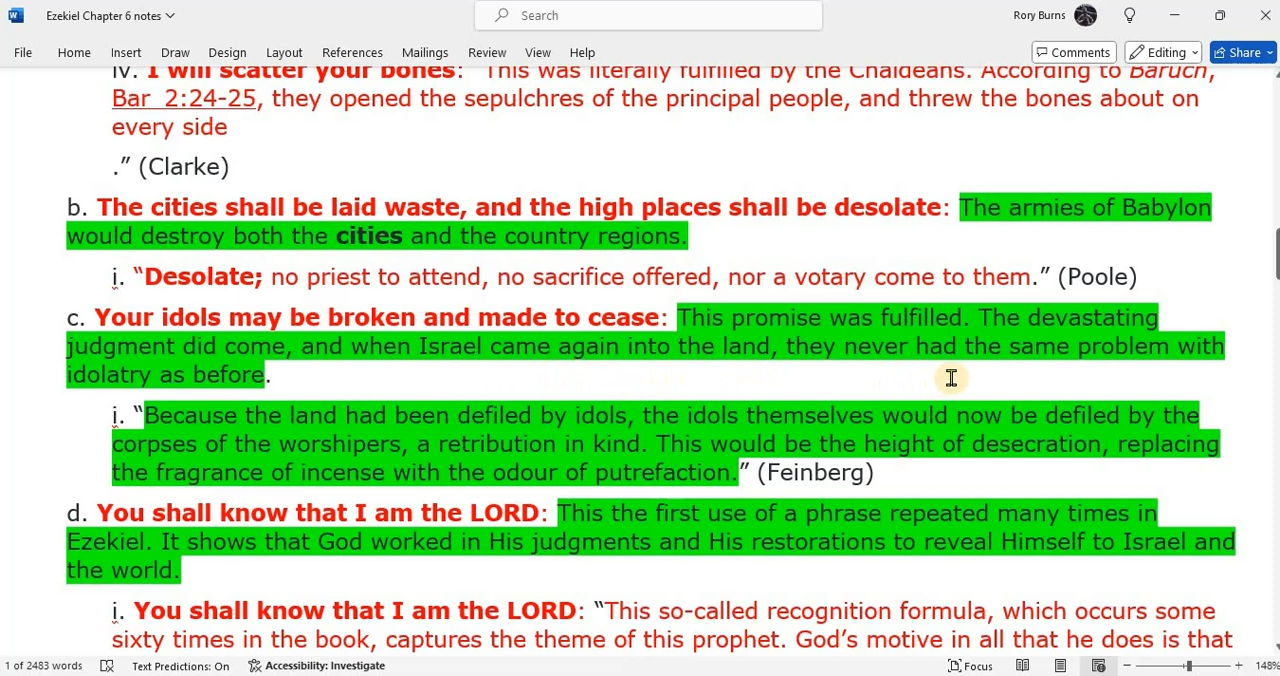 Ezekiel Chapter 6 notes
Search
Rory Burns
File Home Insert Draw Design Layout References Mailings Review View Help
Comments Editing Share
iv. I will scatter your bones: "This was literally fulfilled by the Chaldeans. According to Baruch,
Bar 2:24-25, they opened the sepulchres of the principal people, and threw the bones about on
every side
.” (Clarke)
b. The cities shall be laid waste, and the high places shall be desolate: The armies of Babylon
would destroy both the cities and the country regions.
i. “Desolate; no priest to attend, no sacrifice offered, nor a votary come to them.” (Poole)
c. Your idols may be broken and made to cease: This promise was fulfilled. The devastating
judgment did come, and when Israel came again into the land, they never had the same problem with
idolatry as before.
i. “Because the land had been defiled by idols, the idols themselves would now be defiled by the
corpses of the worshipers, a retribution in kind. This would be the height of desecration, replacing
the fragrance of incense with the odour of putrefaction.” (Feinberg)
d. You shall know that I am the LORD: This the first use of a phrase repeated many times in
Ezekiel. It shows that God worked in His judgments and His restorations to reveal Himself to Israel and
the world.
i. You shall know that I am the LORD: “This so-called recognition formula, which occurs some
sixty times in the book, captures the theme of this prophet. God’s motive in all that he does is that
1 of 2483 words Text Predictions: On Accessibility: Investigate Focus 148%